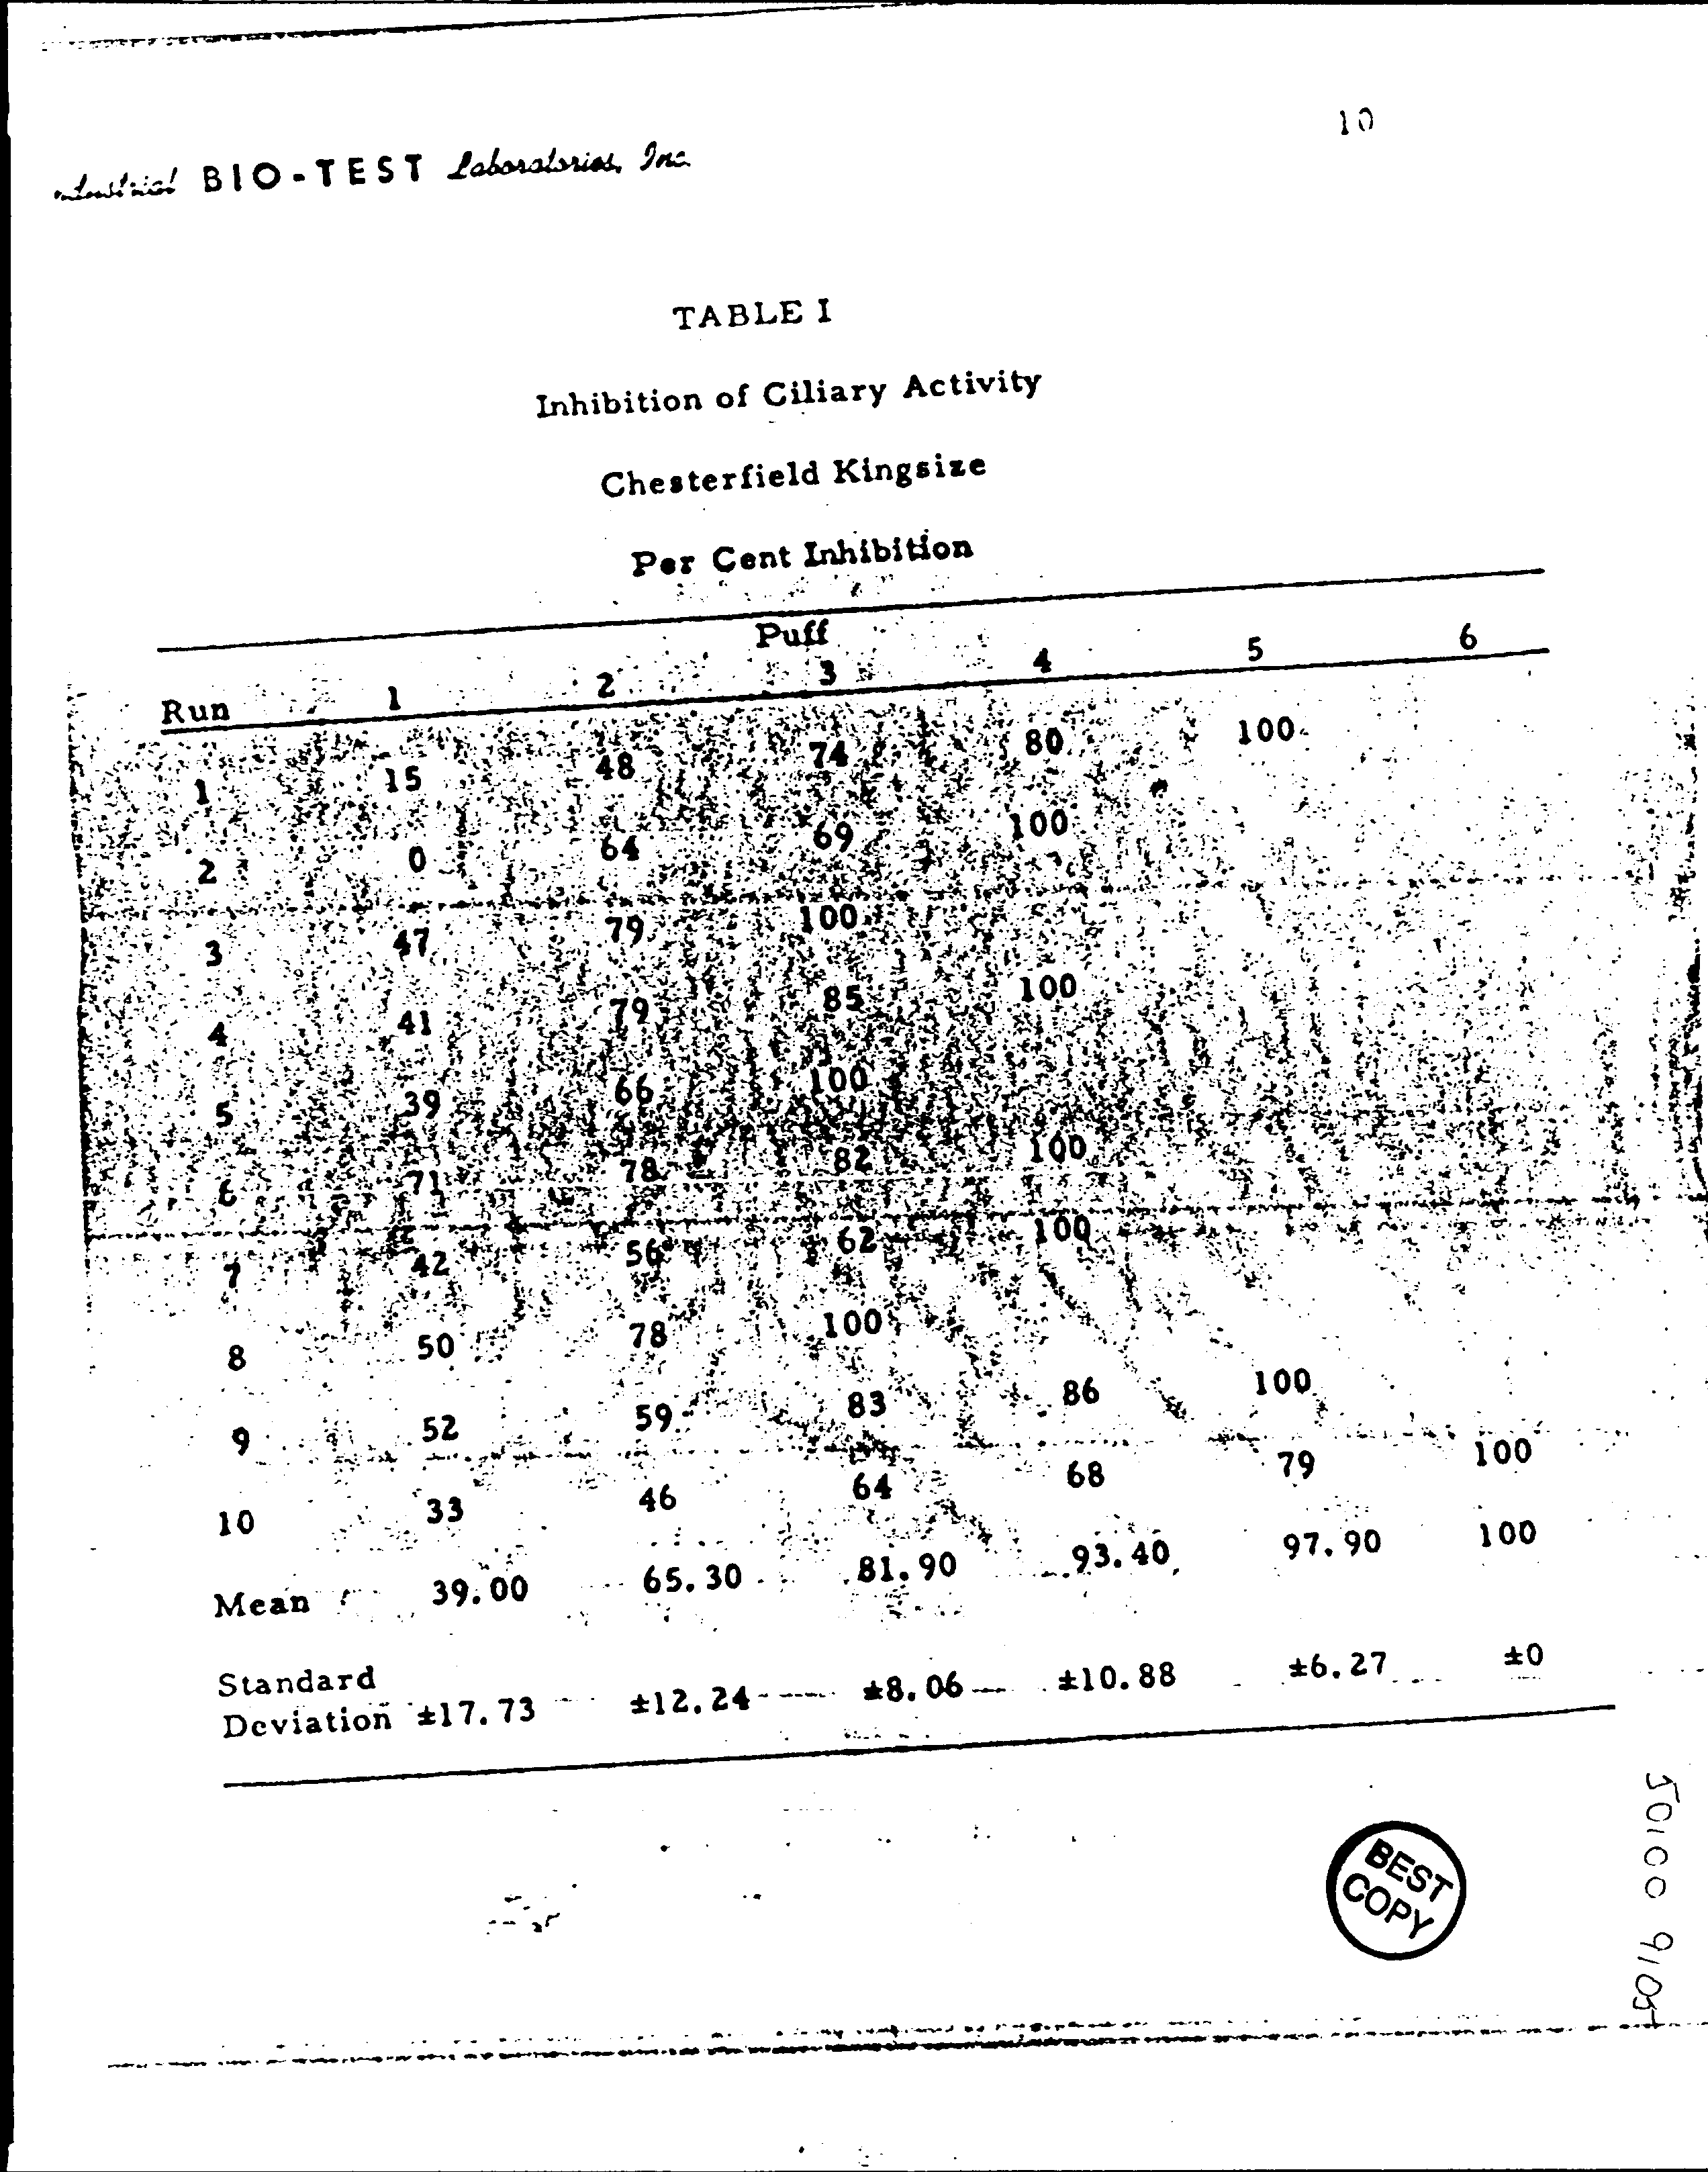 10
BIO-TEST Laboratories, Inc.
TABLE I
Inhibition of Ciliary Activity
Chesterfield Kingsize
Per Cent Inhibition
Puff
Run 1 2 3 4 5 6
1 15 48 74 80 100
2 0 64 69 100
3 47 79 100
4 41 79 85 100
5 39 66 100
6 71 78 82 100
7 42 56 62 100
8 50 78 100
9 52 59 83 86 100
10 33 46 64 68 79 100
Mean 39.00 65.30 81.90 93.40 97.90 100
Standard
Deviation ±17.73 ±12.24 ±8.06 ±10.88 ±6.27 ±0
BEST
COPY
50100 9105